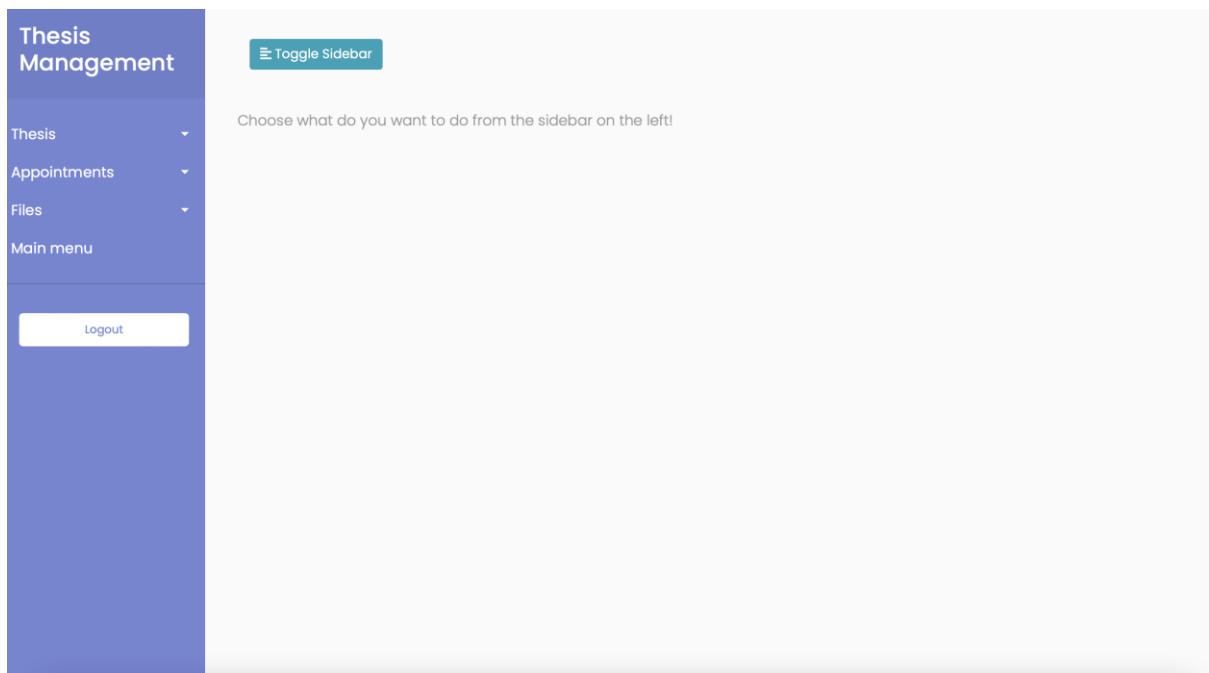 Thesis
Management
Toggle Sidebar
Choose what do you want to do from the sidebar on the left!
Thesis
Appointments
Files
Main menu
Logout